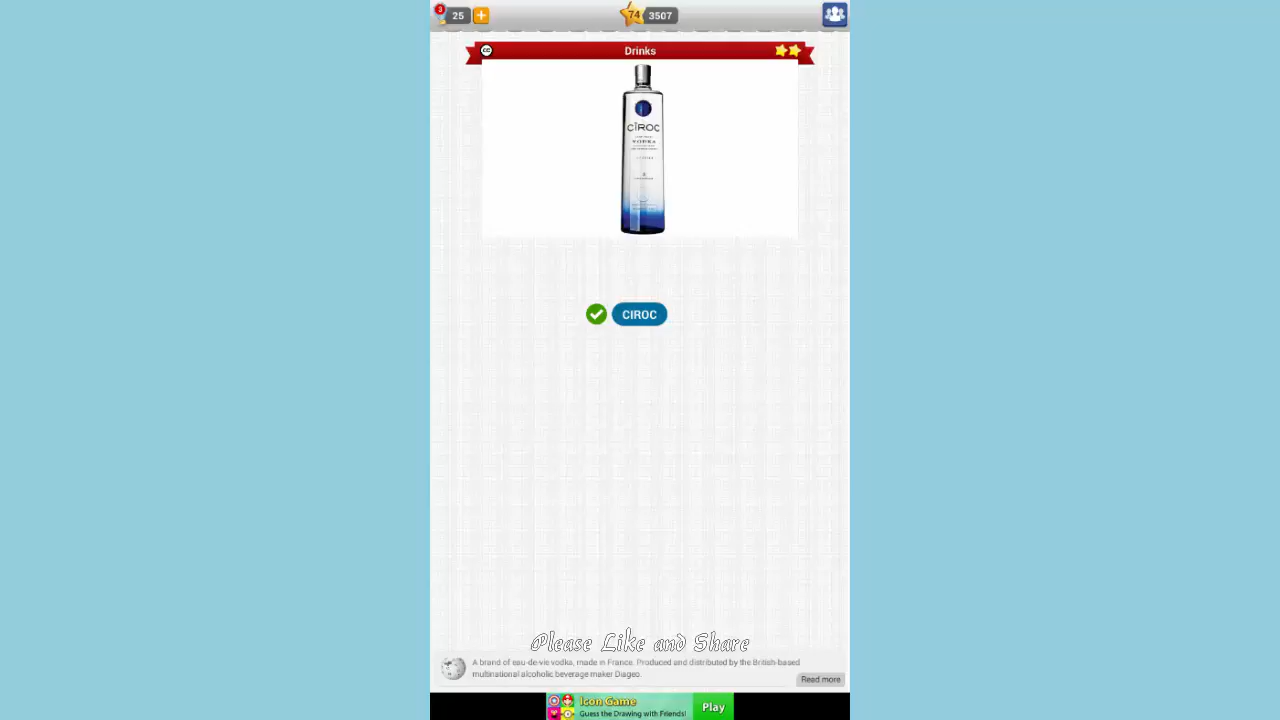 3
25
74
3507
cc
Drinks
CÎROC
VODKA
CIROC
Please Like and Share
A brand of eau-de-vie vodka, made in France. Produced and distributed by the British-based
multinational alcoholic beverage maker Diageo.
Read more
Icon Game
Guess the Drawing with Friends!
Play